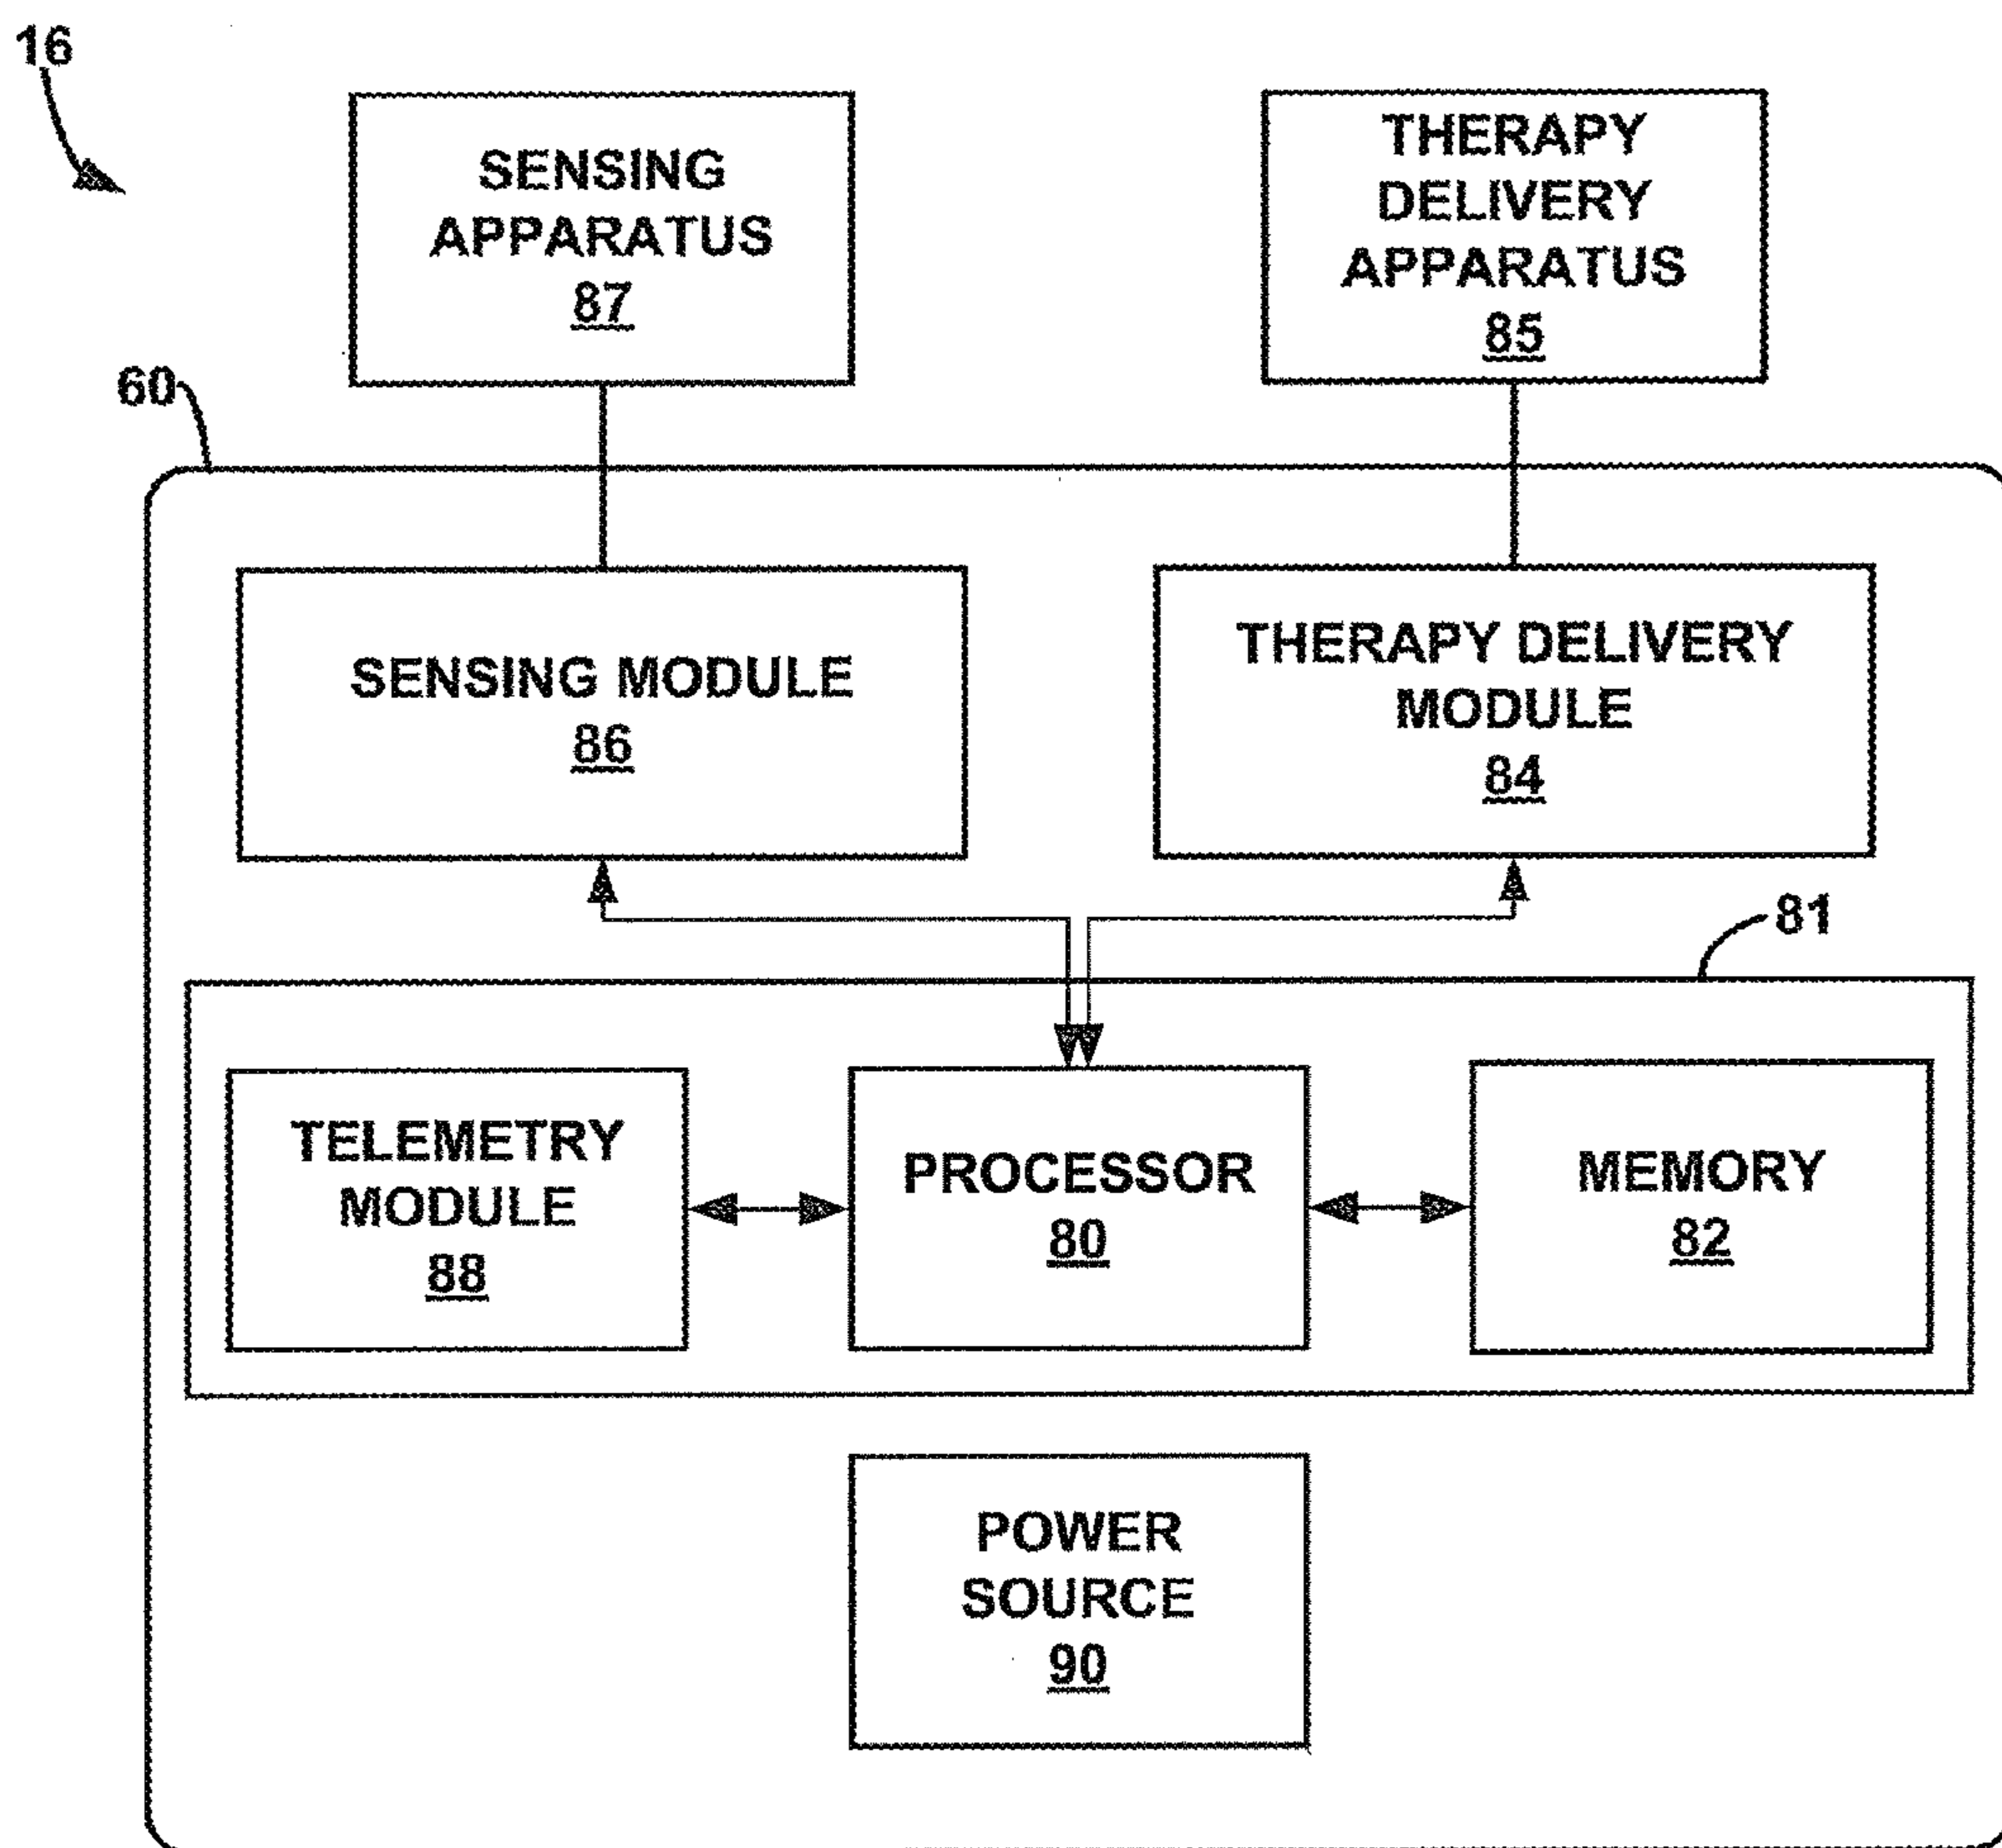 16
SENSING
APPARATUS
87
THERAPY
DELIVERY
APPARATUS
85
60
SENSING MODULE
86
THERAPY DELIVERY
MODULE
84
81
TELEMETRY
MODULE
88
PROCESSOR
80
MEMORY
82
POWER
SOURCE
90